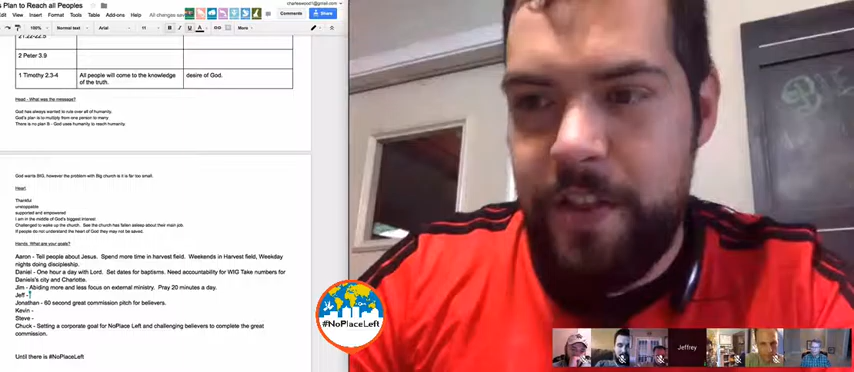 s Plan to Reach all Peoples
charleswood1@gmail.com
View Insert Format Tools Table Add-ons Help All changes saved
Comments
Share
100%
Normal text
Arial
11
B I U A
More
21.22-22.5
2 Peter 3.9
1 Timothy 2.3-4 All people will come to the knowledge of the truth. desire of God.
Head - What was the message?
God has always wanted to rule over all of humanity.
God's plan is to multiply from one person to many
There is no plan B - God uses humanity to reach humanity.
God wants BIG, however the problem with Big church is it is far too small.
Heart
Thankful
unstoppable
supported and empowered
I am in the middle of God's biggest interest
Challenged to wake up the church. See the church has fallen asleep about their main job.
If people do not understand the heart of God they may not be saved.
Hands What are your goals?
Aaron - Tell people about Jesus. Spend more time in harvest field. Weekends in Harvest field, Weekday
nights doing discipleship.
Daniel - One hour a day with Lord. Set dates for baptisms. Need accountability for WIG Take numbers for
Daniels's city and Charlotte.
Jim - Abiding more and less focus on external ministry. Pray 20 minutes a day.
Jeff -
Jonathan - 60 second great commission pitch for believers.
Kevin -
Steve -
Chuck - Setting a corporate goal for NoPlace Left and challenging believers to complete the great
commission.
Until there is #NoPlaceLeft
#NoPlaceLeft
Jeffrey